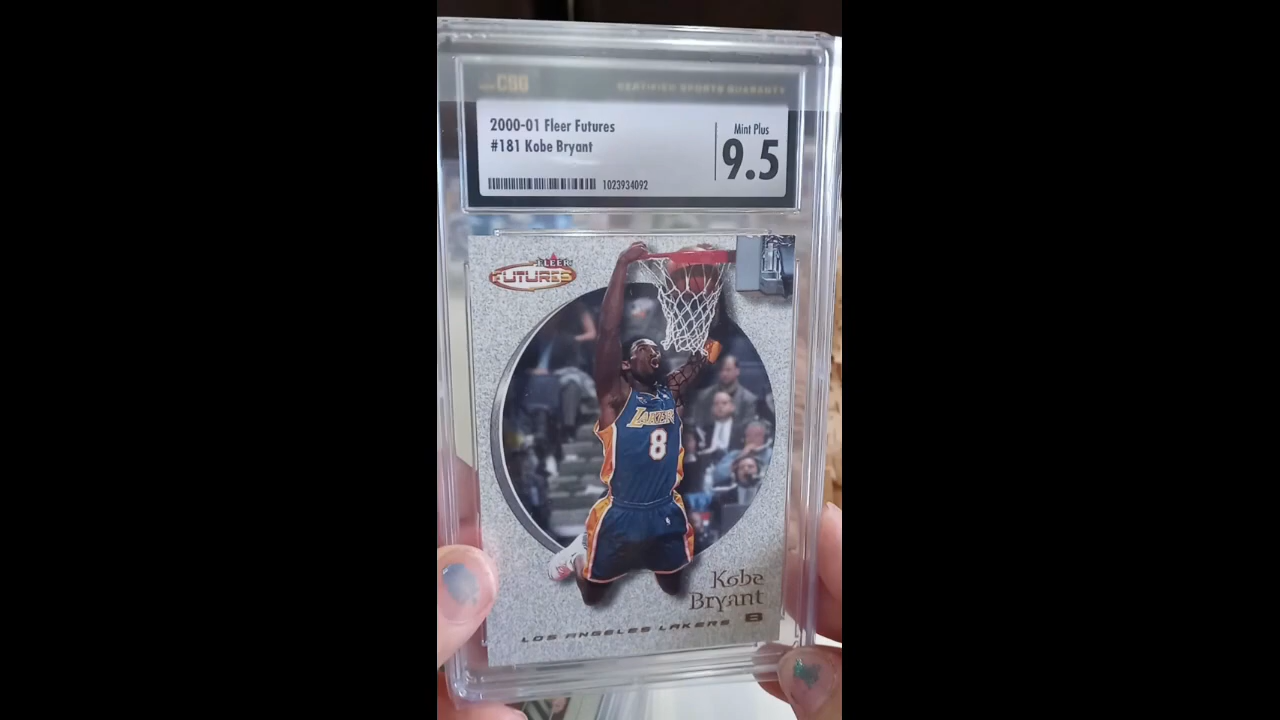 CSG
CERTIFIED SPORTS GUARANTY
2000-01 Fleer Futures
#181 Kobe Bryant
Mint Plus
9.5
1023934092
FLEER
FUTURES
LAKERS
8
Kobe
Bryant
LOS ANGELES LAKERS 8